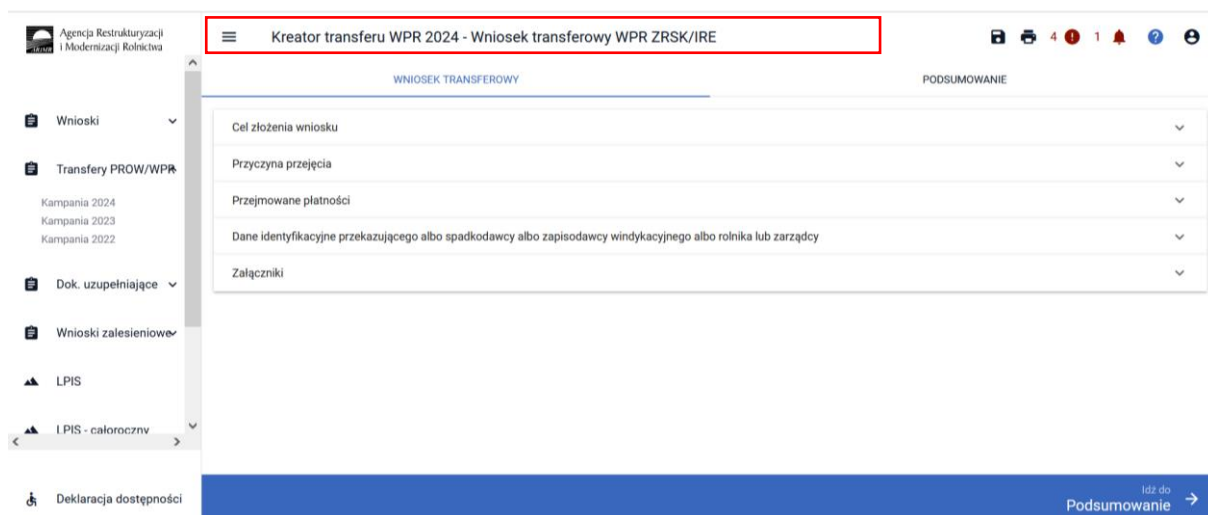 Agencja Restrukturyzacji
i Modernizacji Rolnictwa
ARiMR
Kreator transferu WPR 2024 - Wniosek transferowy WPR ZRSK/IRE
4 1
WNIOSEK TRANSFEROWY
PODSUMOWANIE
Wnioski
Transfery PROW/WPR
Kampania 2024
Kampania 2023
Kampania 2022
Dok. uzupełniające
Wnioski zalesieniowe
LPIS
LPIS - całoroczny
Deklaracja dostępności
Cel złożenia wniosku
Przyczyna przejęcia
Przejmowane płatności
Dane identyfikacyjne przekazującego albo spadkodawcy albo zapisodawcy windykacyjnego albo rolnika lub zarządcy
Załączniki
Idź do
Podsumowanie